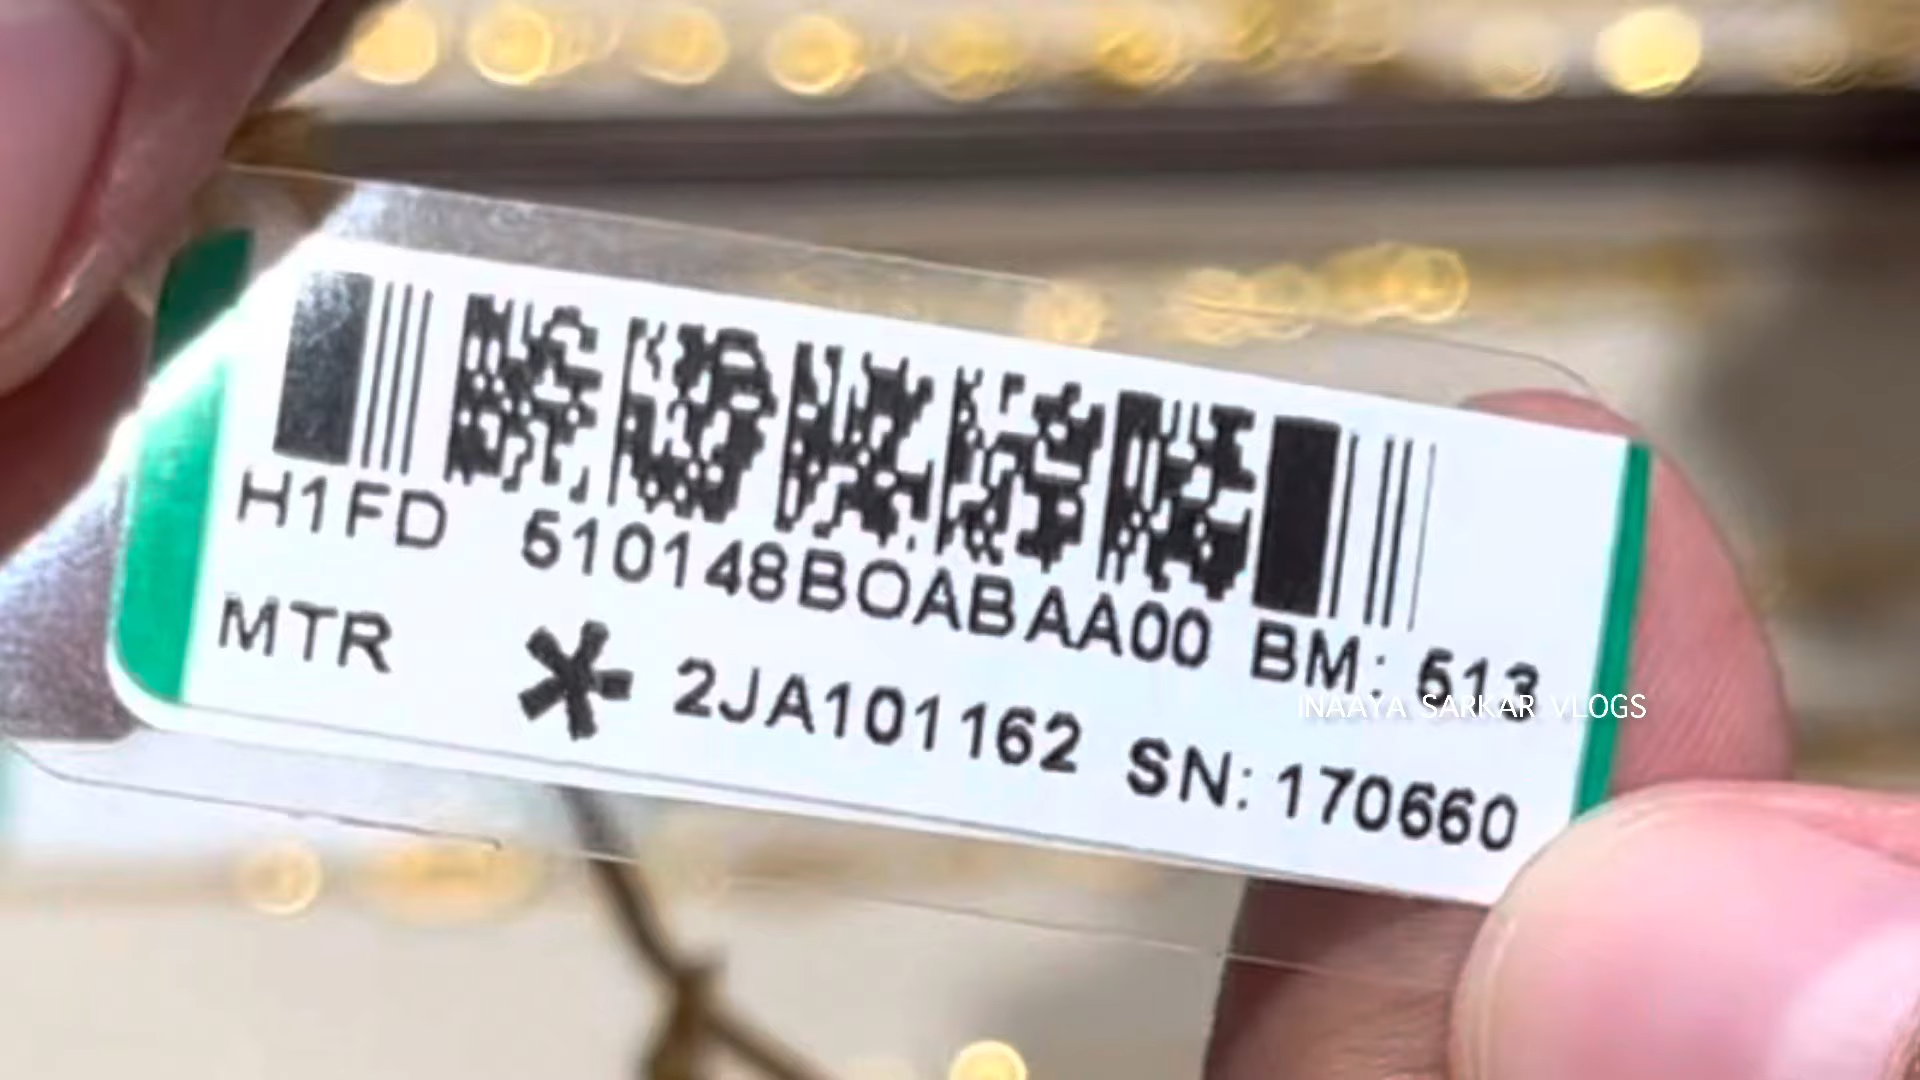 H1FD 510148BOABAA00 BM: 513
MTR * 2JA101162 SN: 170660
INAAYA SARKAR VLOGS